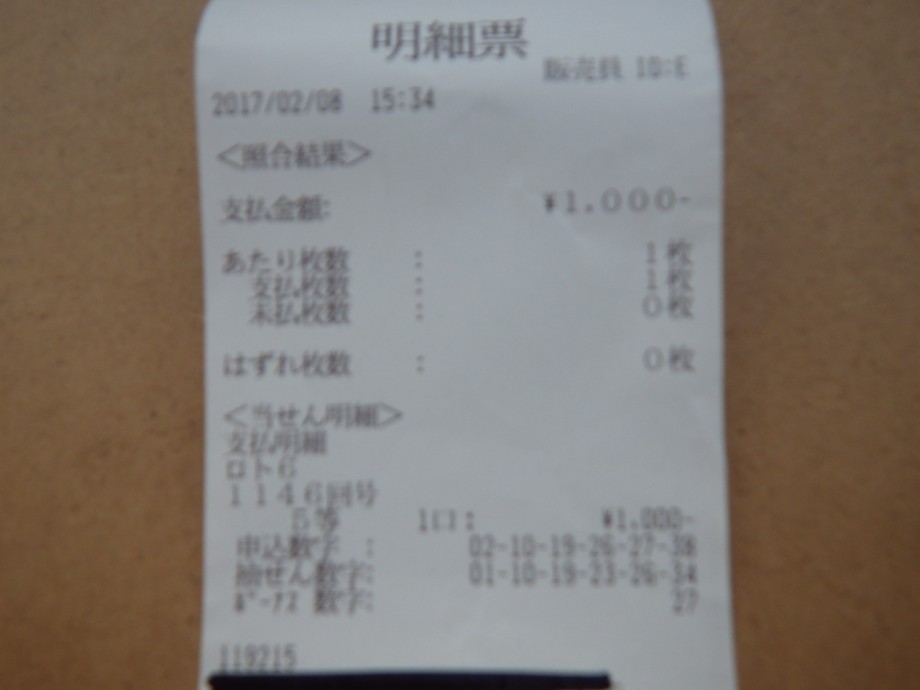 明細票
販売員 ID:E
2017/02/08 15:34
<照合結果>
支払金額: ¥1,000-
あたり枚数 : 1枚
支払枚数 : 1枚
未払枚数 : 0枚
はずれ枚数 : 0枚
<当せん明細>
支払明細
ロト6
1146回号
5等 1口: ¥1,000-
申込数字 : 02-10-19-26-27-38
抽せん数字: 01-10-19-23-26-34
ボーナス 数字: 27
119215